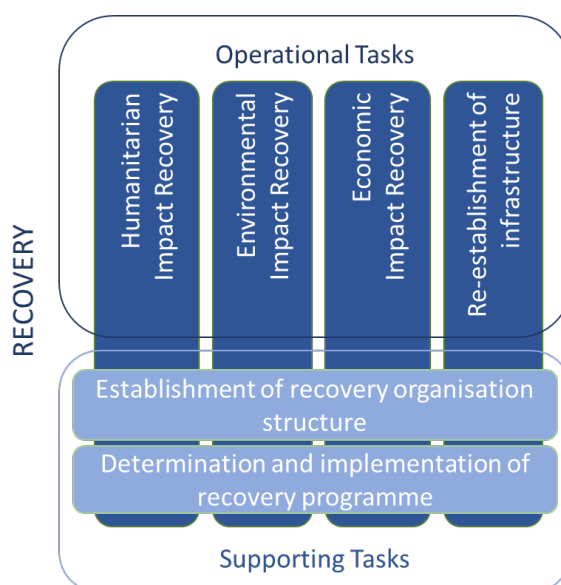 Operational Tasks
Humanitarian
Impact Recovery
Environmental
Impact Recovery
Economic
Impact Recovery
Re-establishment of
infrastructure
RECOVERY
Establishment of recovery organisation
structure
Determination and implementation of
recovery programme
Supporting Tasks